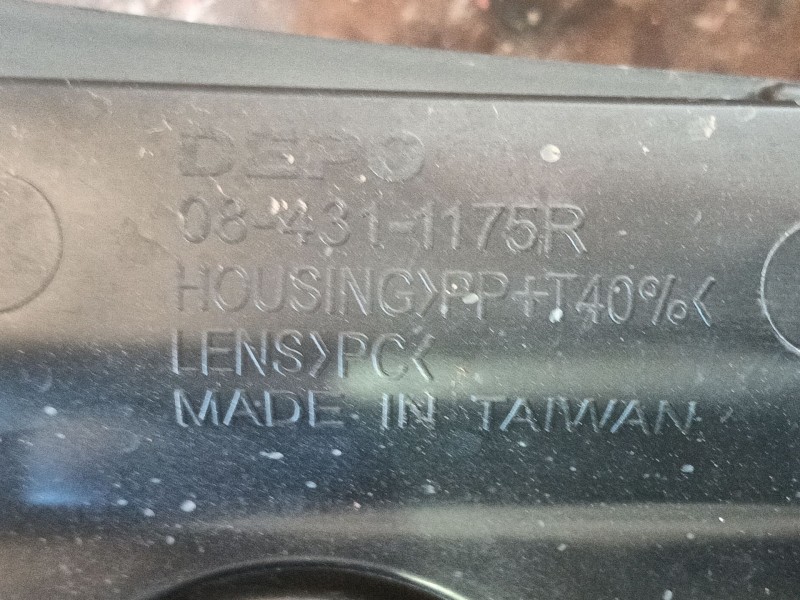 DEPO
08-431-1175R
HOUSING>PP+T40%<
LENS>PC<
MADE IN TAIWAN